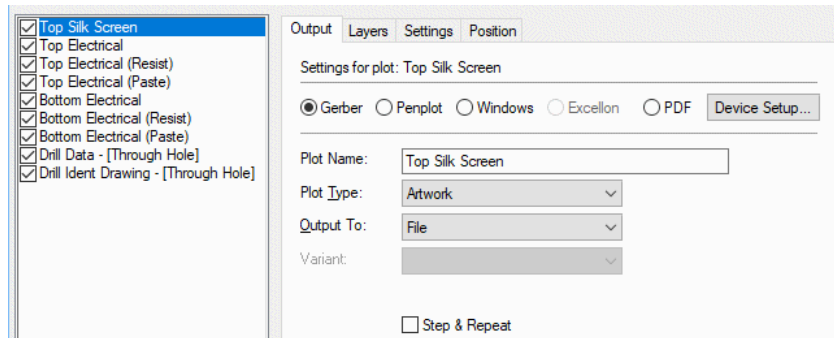 Top Silk Screen
Top Electrical
Top Electrical (Resist)
Top Electrical (Paste)
Bottom Electrical
Bottom Electrical (Resist)
Bottom Electrical (Paste)
Drill Data - [Through Hole]
Drill Ident Drawing - [Through Hole]
Output Layers Settings Position
Settings for plot: Top Silk Screen
Gerber Penplot Windows Excellon PDF Device Setup...
Plot Name: Top Silk Screen
Plot Type: Artwork
Output To: File
Variant:
Step & Repeat